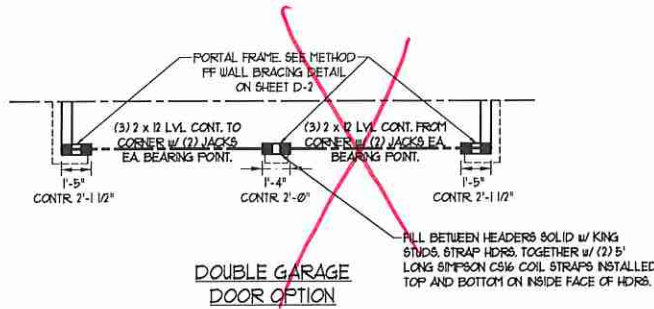 PORTAL FRAME. SEE METHOD
PF WALL BRACING DETAIL
ON SHEET D-2
(3) 2 x 12 LVL CONT. TO
CORNER w/ (2) JACKS
EA. BEARING POINT.
(3) 2 x 12 LVL CONT. FROM
CORNER w/ (2) JACKS EA.
BEARING POINT.
1'-5"
CONTR. 2'-1 1/2"
1'-4"
CONTR. 2'-0"
1'-5"
CONTR. 2'-1 1/2"
FILL BETWEEN HEADERS SOLID w/ KING
STUDS. STRAP HDRS. TOGETHER w/ (2) 5'
LONG SIMPSON CS16 COIL STRAPS INSTALLED
TOP AND BOTTOM ON INSIDE FACE OF HDRS.
DOUBLE GARAGE
DOOR OPTION